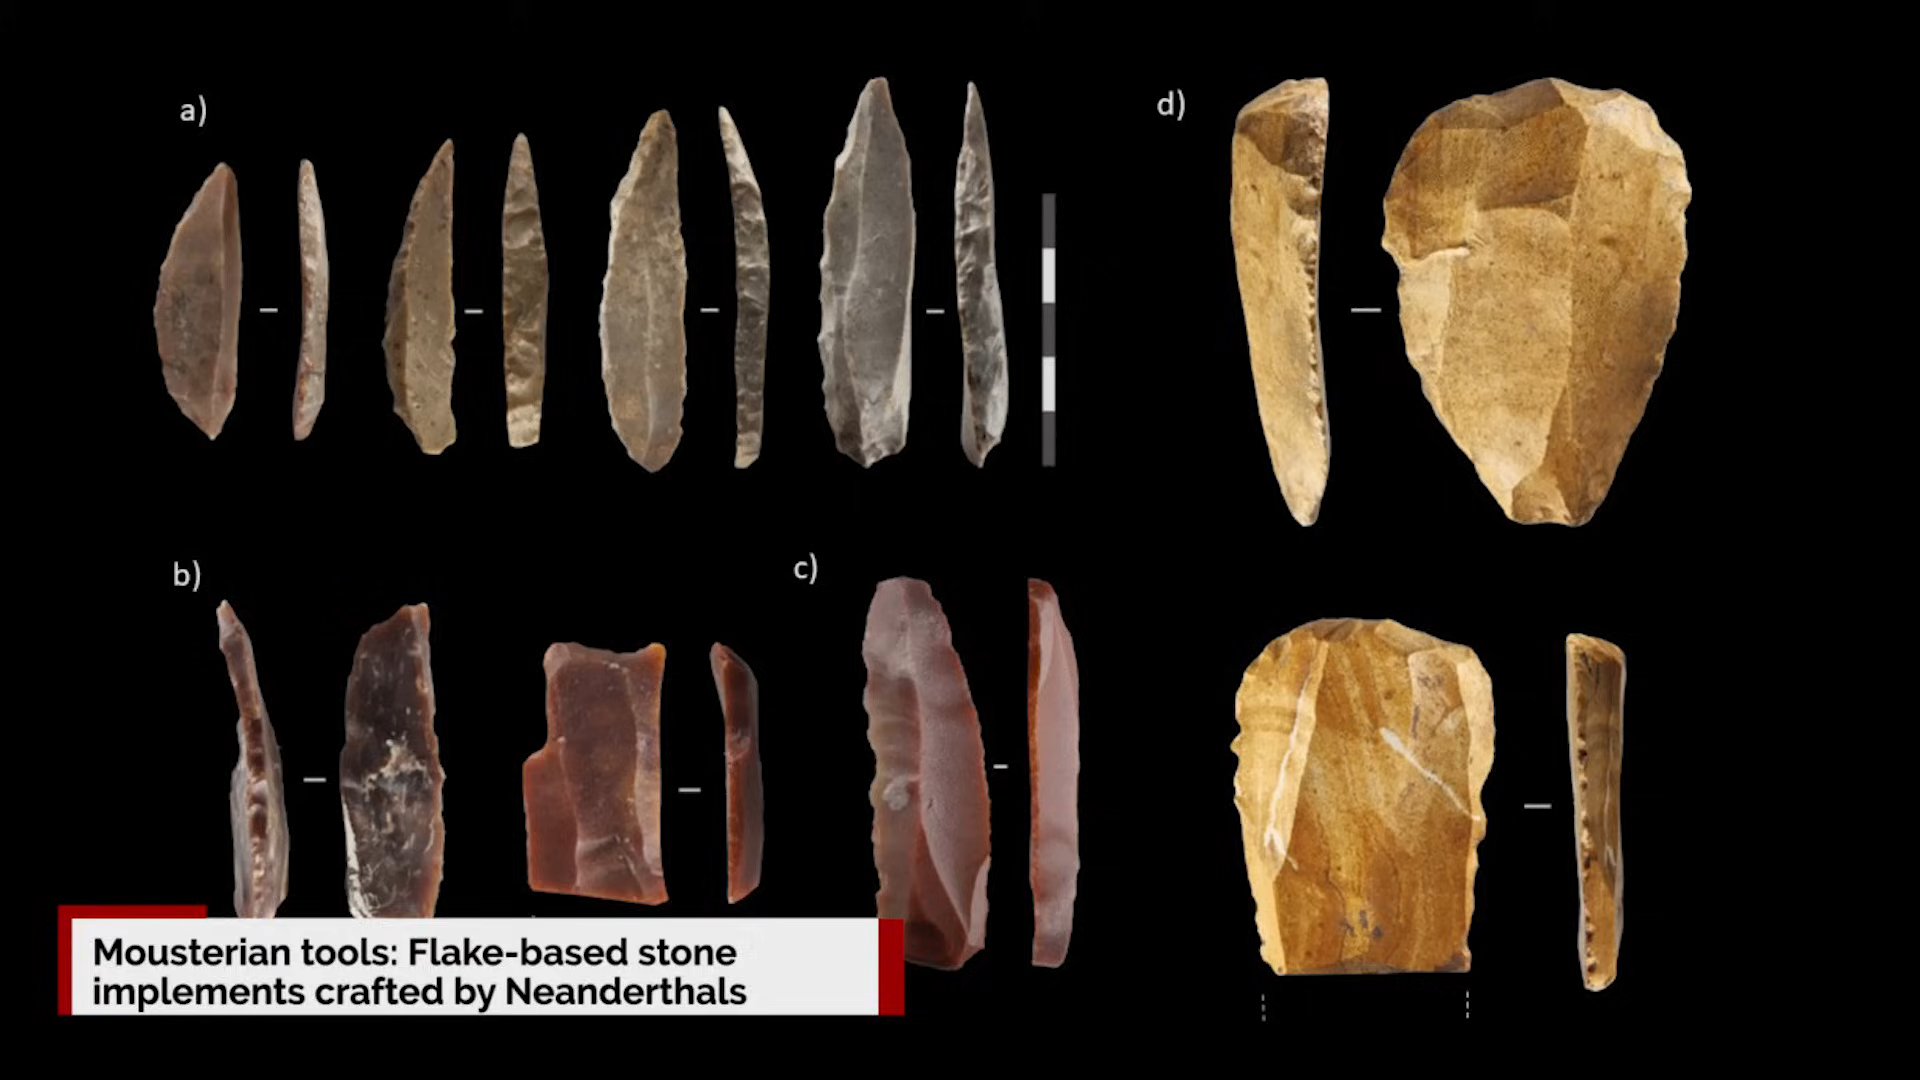 a)
d)
b)
c)
Mousterian tools: Flake-based stone
implements crafted by Neanderthals